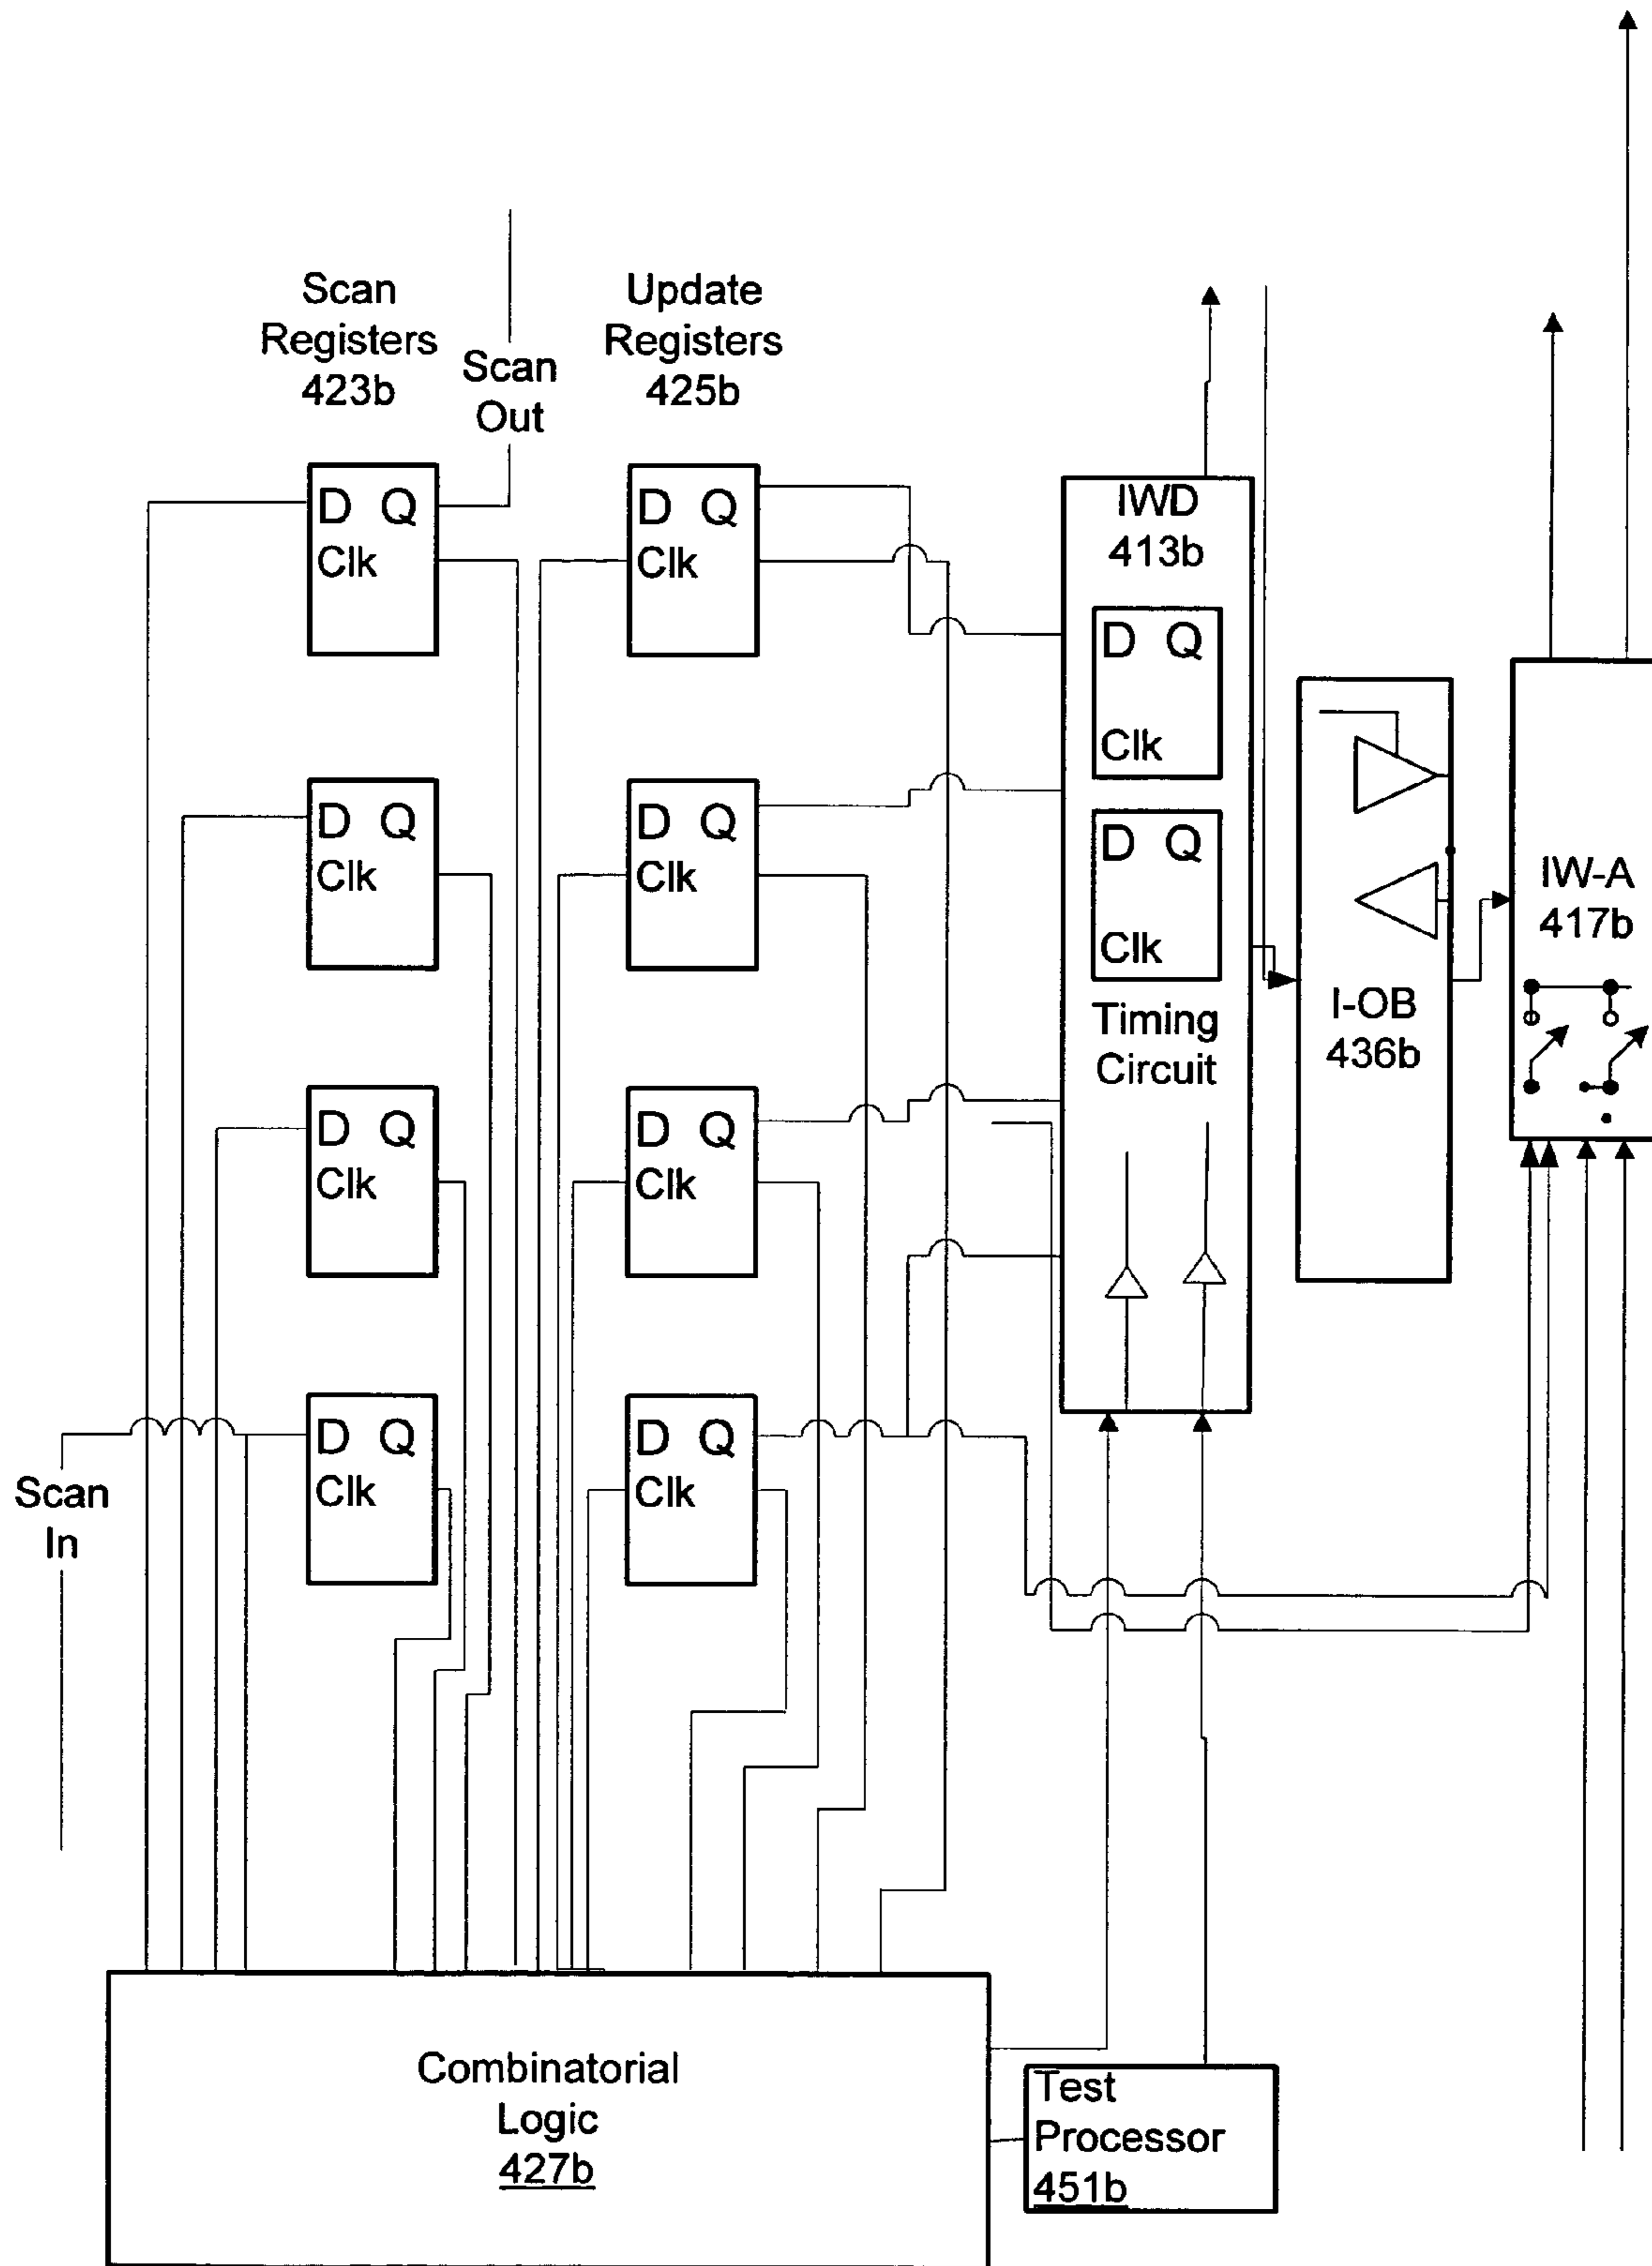 Scan
Registers
423b
Scan
Out
Update
Registers
425b
D Q
Clk
D Q
Clk
IWD
413b
D Q
Clk
D Q
Clk
D Q
Clk
D Q
Clk
Timing
Circuit
I-OB
436b
IW-A
417b
D Q
Clk
D Q
Clk
Scan
In
D Q
Clk
D Q
Clk
Combinatorial
Logic
427b
Test
Processor
451b